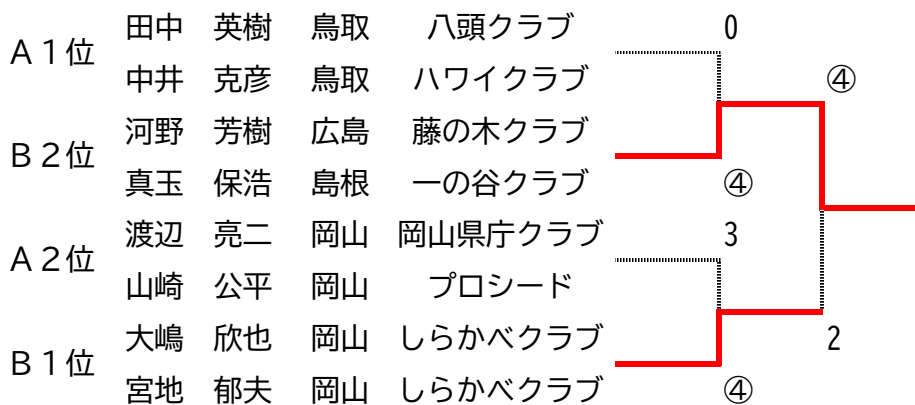 田中 英樹 鳥取 八頭クラブ 0
A1位
中井 克彦 鳥取 ハワイクラブ ④
河野 芳樹 広島 藤の木クラブ
B2位
真玉 保浩 島根 一の谷クラブ ④
渡辺 亮二 岡山 岡山県庁クラブ 3
A2位
山崎 公平 岡山 プロシード
大嶋 欣也 岡山 しらかべクラブ 2
B1位
宮地 郁夫 岡山 しらかべクラブ ④